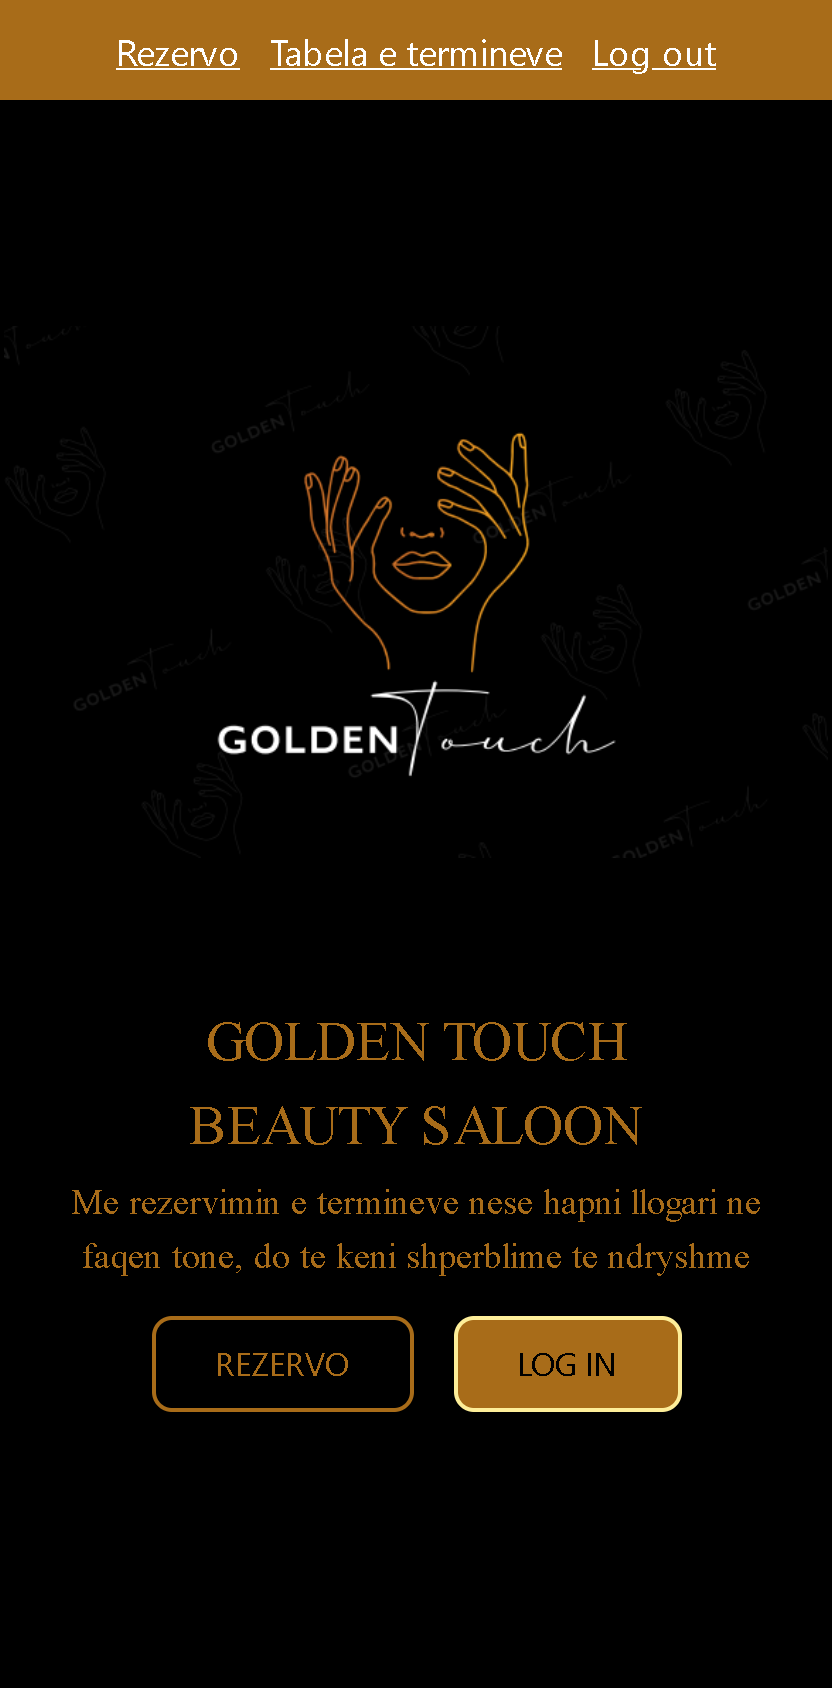 Rezervo Tabela e termineve Log out
GOLDEN Touch
GOLDEN TOUCH
BEAUTY SALOON
Me rezervimin e termineve nese hapni llogari ne
faqen tone, do te keni shperblime te ndryshme
REZERVO LOG IN